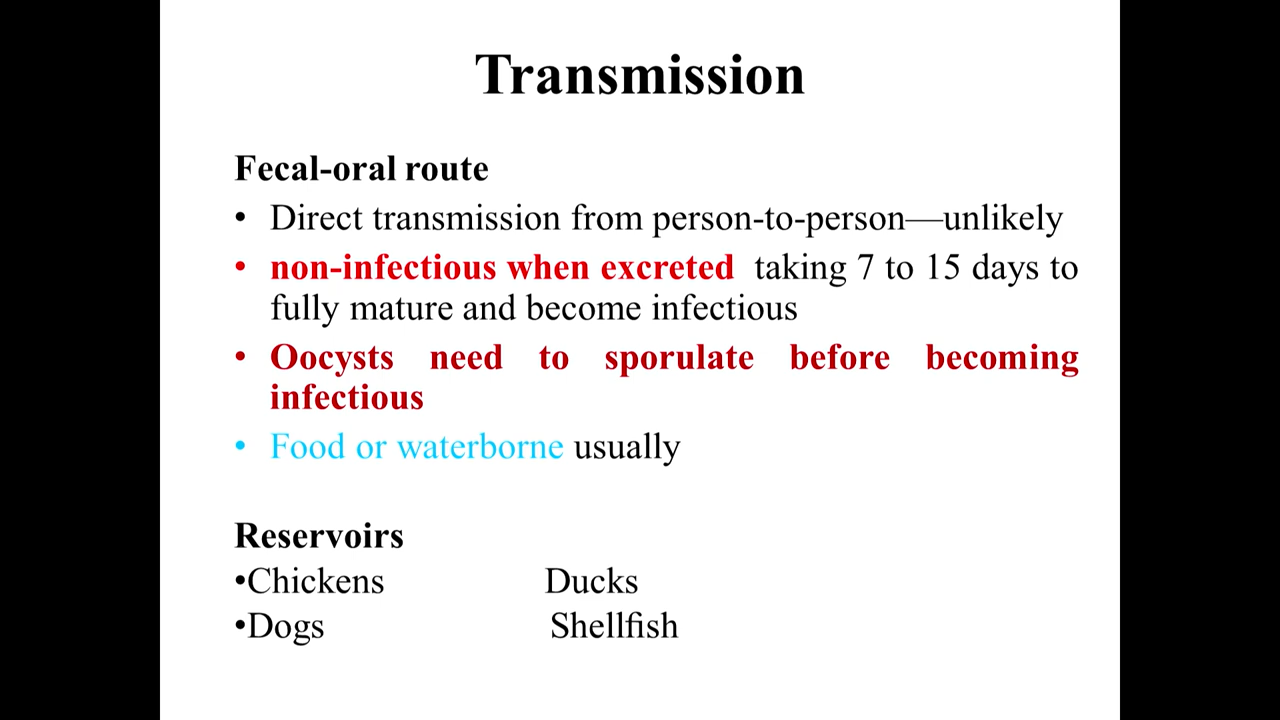 Transmission
Fecal-oral route
• Direct transmission from person-to-person—unlikely
• non-infectious when excreted taking 7 to 15 days to
fully mature and become infectious
• Oocysts need to sporulate before becoming
infectious
• Food or waterborne usually
Reservoirs
•Chickens Ducks
•Dogs Shellfish